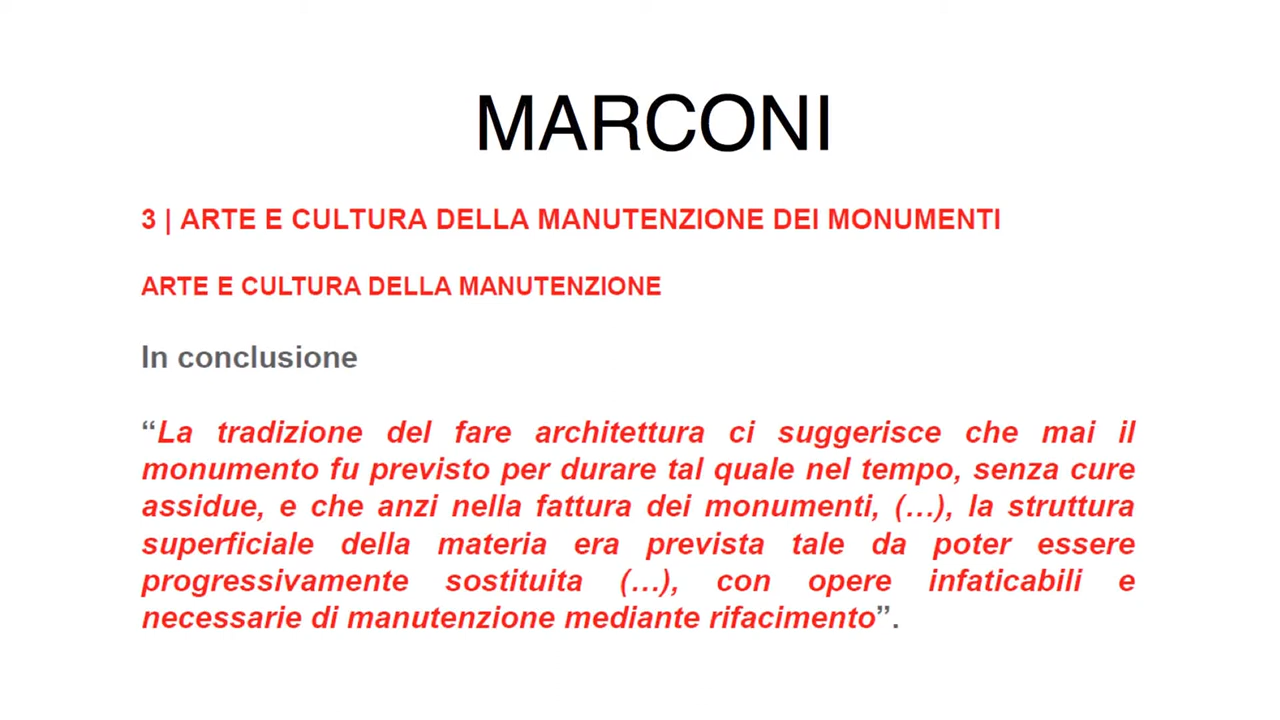 MARCONI
3 | ARTE E CULTURA DELLA MANUTENZIONE DEI MONUMENTI
ARTE E CULTURA DELLA MANUTENZIONE
In conclusione
“La tradizione del fare architettura ci suggerisce che mai il
monumento fu previsto per durare tal quale nel tempo, senza cure
assidue, e che anzi nella fattura dei monumenti, (…), la struttura
superficiale della materia era prevista tale da poter essere
progressivamente sostituita (…), con opere infaticabili e
necessarie di manutenzione mediante rifacimento”.